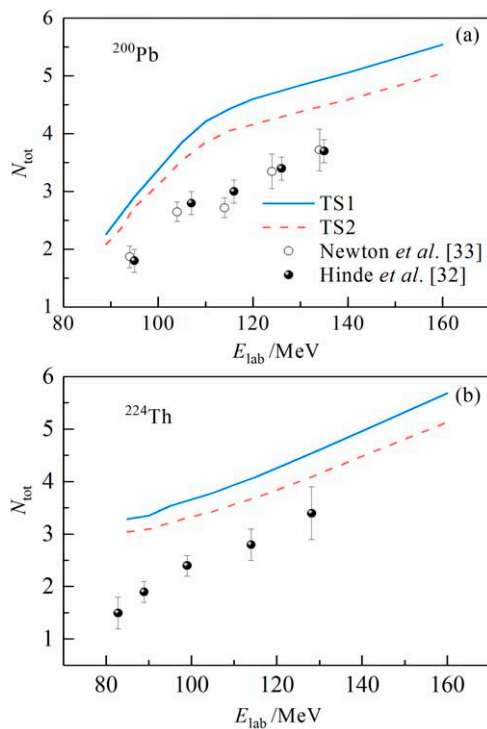 6
(a)
²⁰⁰Pb
5
4
N_tot
3
TS1
TS2
2
Newton et al. [33]
Hinde et al. [32]
1
80 100 120 140 160
E_lab /MeV
6
(b)
²²⁴Th
5
4
N_tot
3
2
1
80 100 120 140 160
E_lab /MeV